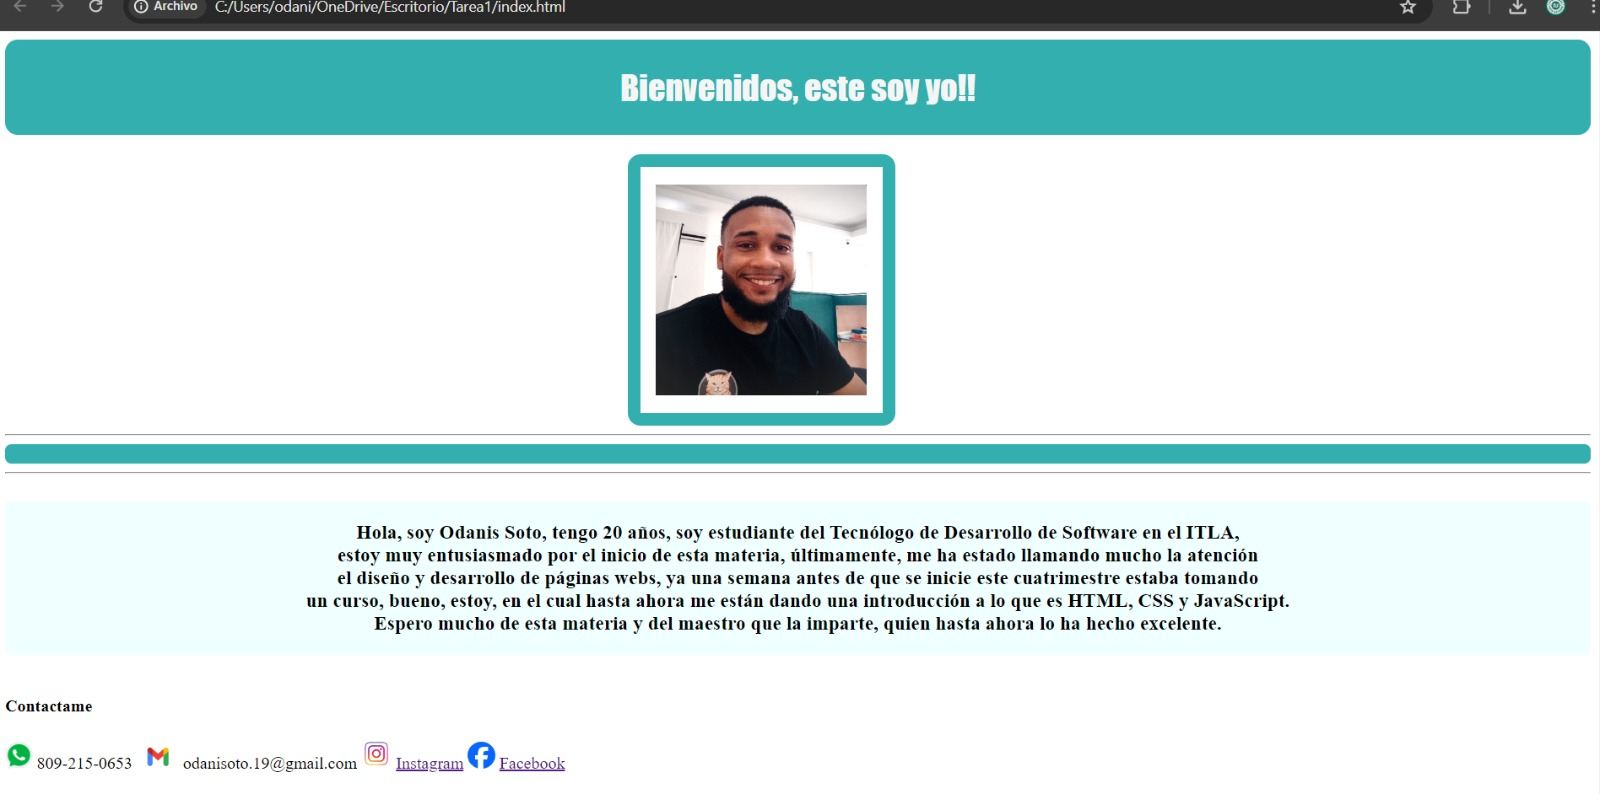 Archivo C:/Users/odani/OneDrive/Escritorio/Tarea1/index.html
Bienvenidos, este soy yo!!
Hola, soy Odanis Soto, tengo 20 años, soy estudiante del Tecnólogo de Desarrollo de Software en el ITLA,
estoy muy entusiasmado por el inicio de esta materia, últimamente, me ha estado llamando mucho la atención
el diseño y desarrollo de páginas webs, ya una semana antes de que se inicie este cuatrimestre estaba tomando
un curso, bueno, estoy, en el cual hasta ahora me están dando una introducción a lo que es HTML, CSS y JavaScript.
Espero mucho de esta materia y del maestro que la imparte, quien hasta ahora lo ha hecho excelente.
Contactame
809-215-0653 odanisoto.19@gmail.com Instagram Facebook